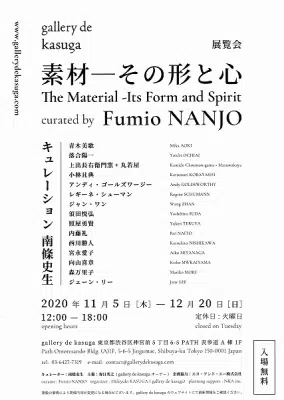 www.gallerydekasuga.com
gallery de
kasuga
展覧会
素材―その形と心
The Material -Its Form and Spirit
curated by Fumio NANJO
キュレーション 南條史生
青木美歌 Mika AOKI
落合陽一 Yoichi OCHIAI
上出長右衛門窯 + 丸若屋
小林且典 Katsunori KOBAYASHI
アンディ・ゴールズワージー Andy GOLDSWORTHY
レギーネ・シューマン Regine SCHUMANN
ジャン・ワン Wang ZHAN
須田悦弘 Yoshihiro SUDA
照屋勇賢 Yuken TERUYA
内藤礼 Rei NAITO
西川勝人 Katsuhito NISHIKAWA
宮永愛子 Aiko MIYANAGA
向山喜章 Kisho MWKAIYAMA
森万里子 Mariko MORI
ジェーン・リー Jane LEE
2020 年 11 月 5 日 [木] — 12 月 20 日 [日]
12:00 — 18:00 定休日 : 火曜日
opening hours closed on Tuesday
gallery de kasuga 東京都渋谷区神宮前 5 丁目 6-5 PATH 表参道 A 棟 1F
Path Omotesando Bldg. (A)1F, 5-6-5 Jingumae, Shibuya-ku Tokyo 150-0001 Japan
入場無料